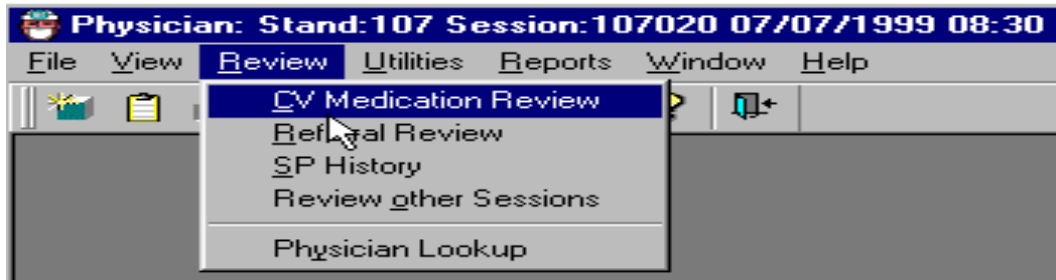 Physician: Stand:107 Session:107020 07/07/1999 08:30
File View Review Utilities Reports Window Help
CV Medication Review
Referral Review
SP History
Review other Sessions
Physician Lookup